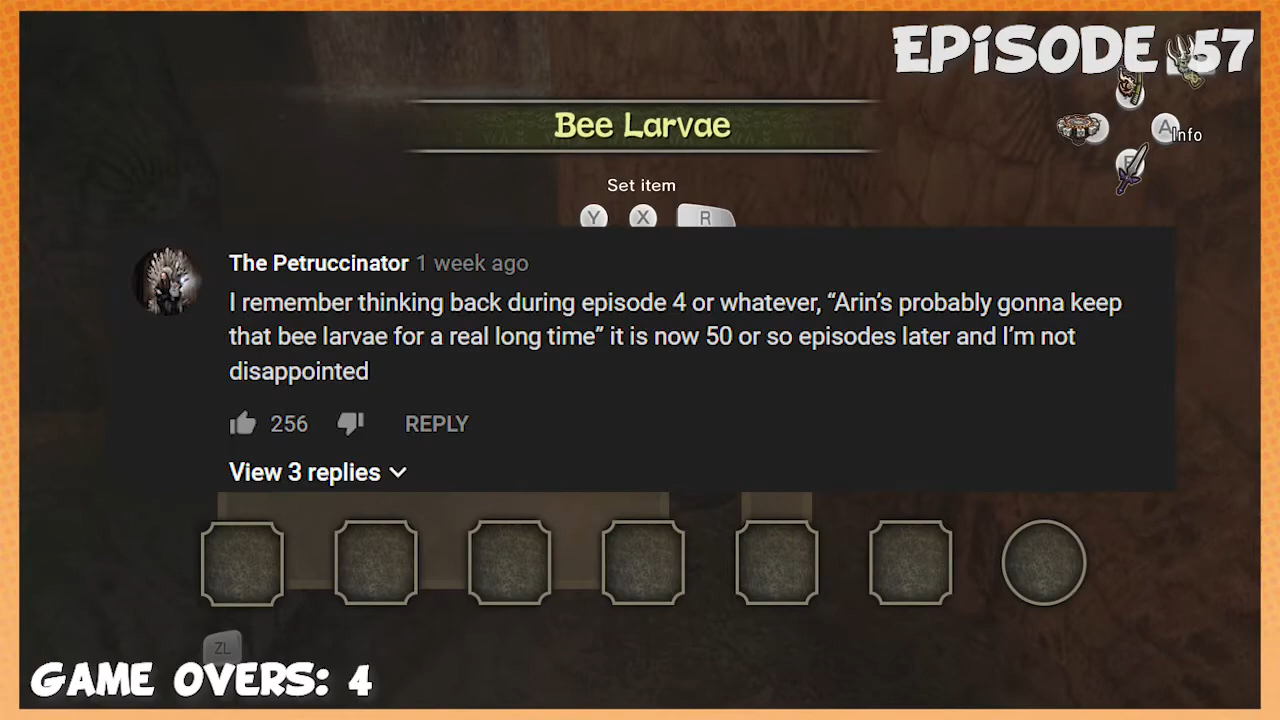 EPISODE 57
Bee Larvae
A Info
Set item
Y X R
The Petruccinator 1 week ago
I remember thinking back during episode 4 or whatever, “Arin’s probably gonna keep
that bee larvae for a real long time” it is now 50 or so episodes later and I’m not
disappointed
256 REPLY
View 3 replies
ZL
GAME OVERS: 4